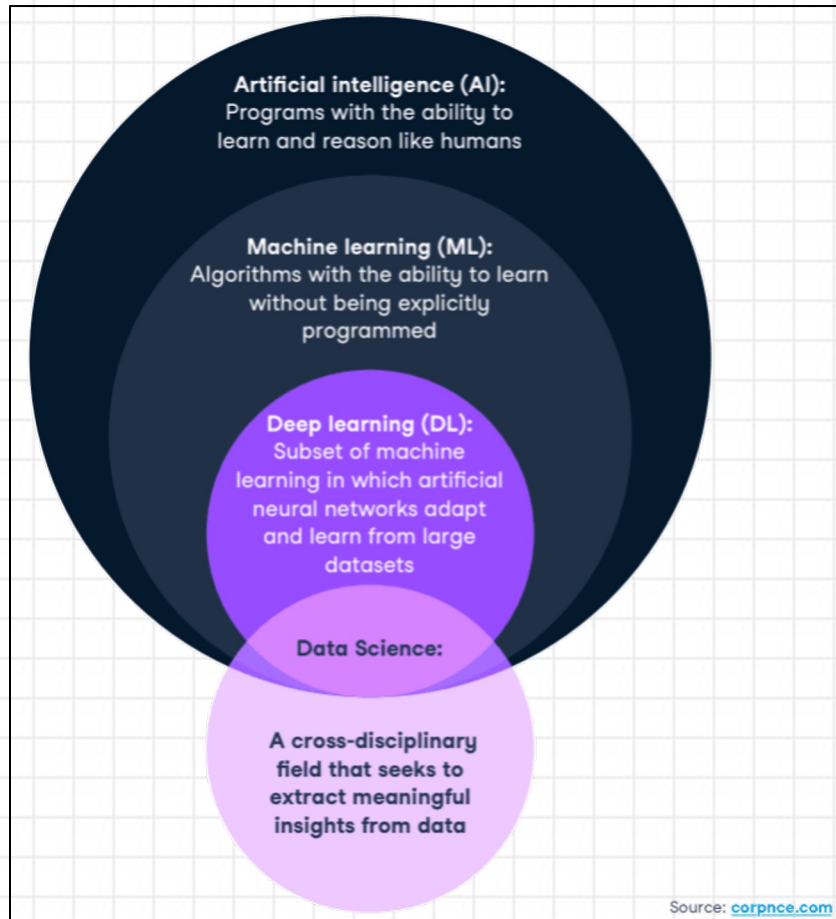 Artificial intelligence (AI):
Programs with the ability to
learn and reason like humans
Machine learning (ML):
Algorithms with the ability to learn
without being explicitly
programmed
Deep learning (DL):
Subset of machine
learning in which artificial
neural networks adapt
and learn from large
datasets
Data Science:
A cross-disciplinary
field that seeks to
extract meaningful
insights from data
Source: corpnce.com